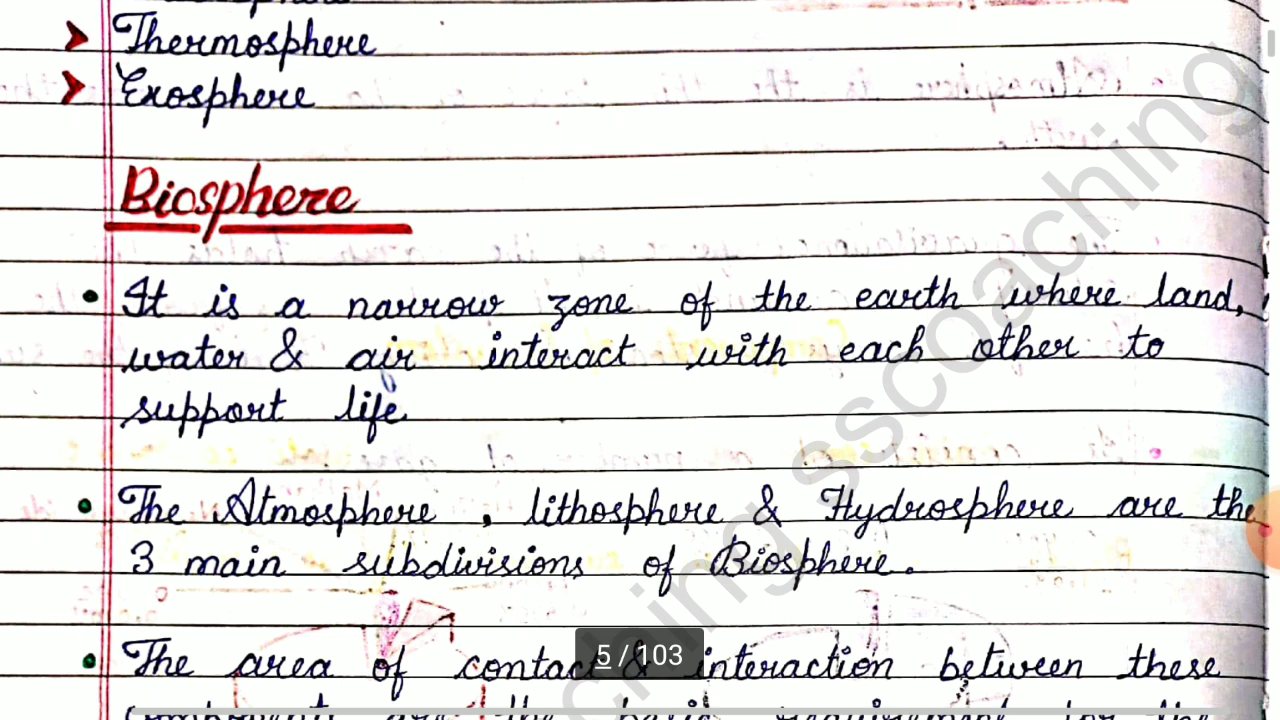 Thermosphere
Exosphere
Biosphere
It is a narrow zone of the earth where land,
water & air interact with each other to
support life.
The Atmosphere, lithosphere & Hydrosphere are the
3 main subdivisions of Biosphere.
The area of contact & interaction between these
5 / 103
sscoaching